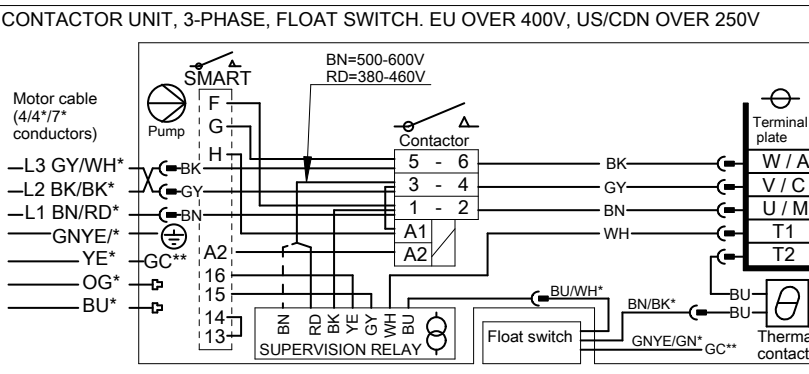 CONTACTOR UNIT, 3-PHASE, FLOAT SWITCH. EU OVER 400V, US/CDN OVER 250V
BN=500-600V
RD=380-460V
SMART
Motor cable
(4/4*/7*
conductors)
Pump
F
G
H
A2
16
15
14
13
Contactor
5 - 6
3 - 4
1 - 2
A1
A2
Terminal
plate
W / A
V / C
U / M
T1
T2
L3 GY/WH*
BK
L2 BK/BK*
GY
L1 BN/RD*
BN
GNYE/*
YE*
GC**
OG*
BU*
BK
GY
BN
WH
BN
RD
BK
YE
GY
WH
BU
SUPERVISION RELAY
BU/WH*
BN/BK*
BU
BU
Float switch
GNYE/GN*
GC**
Therma
contact